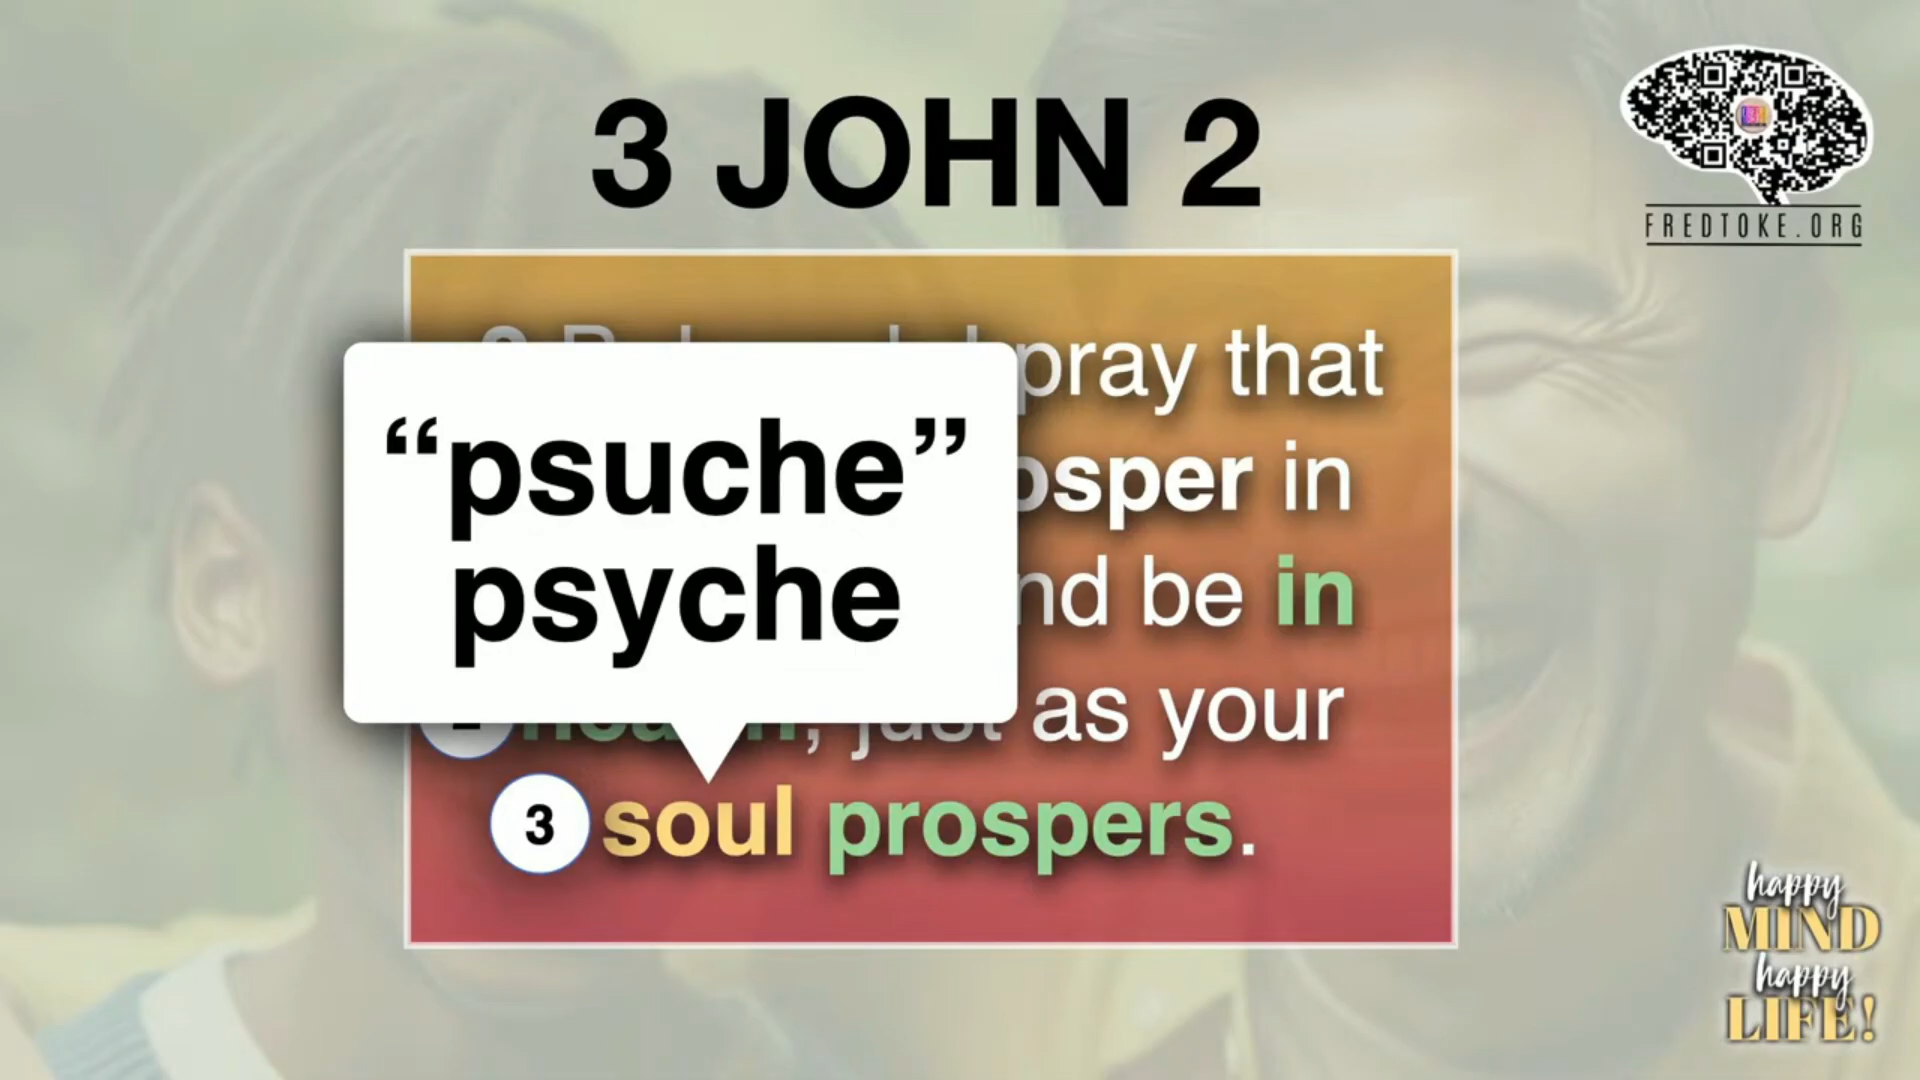 3 JOHN 2
FREDTOKE.ORG
pray that
“psuche”
psyche
osper in
nd be in
, just as your
3 soul prospers.
happy
MIND
happy
LIFE!